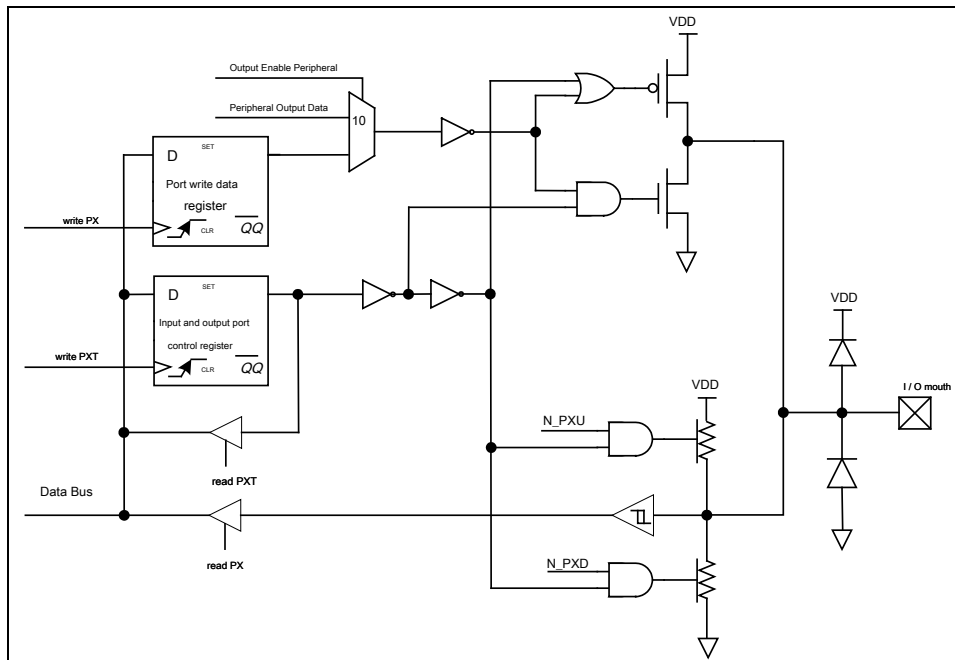 VDD
Output Enable Peripheral
Peripheral Output Data
10
D
SET
Port write data
register
write PX
CLR
QQ
D
SET
Input and output port
control register
write PXT
CLR
QQ
VDD
VDD
I / O mouth
N_PXU
read PXT
Data Bus
read PX
N_PXD